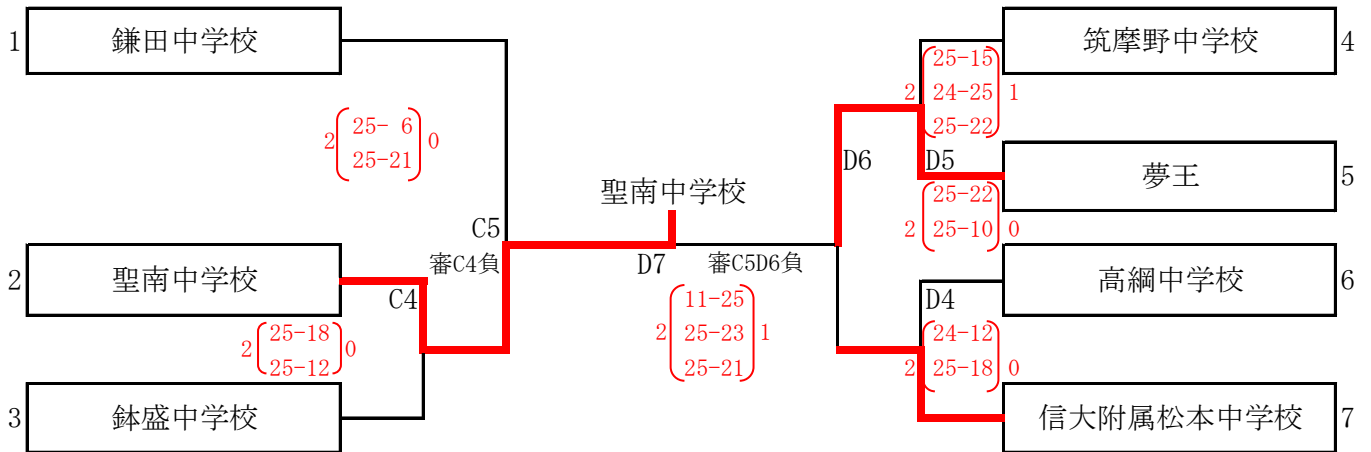 1 鎌田中学校
筑摩野中学校 4
25-15
2 24-25 1
25-22
2 25- 6 0
25-21
D6
D5
夢王 5
聖南中学校
25-22
2 25-10 0
C5
審C4負
D7
審C5D6負
2 聖南中学校
C4
D4
高綱中学校 6
11-25
2 25-23 1
25-21
2 25-18 0
25-12
24-12
2 25-18 0
3 鉢盛中学校
信大附属松本中学校 7